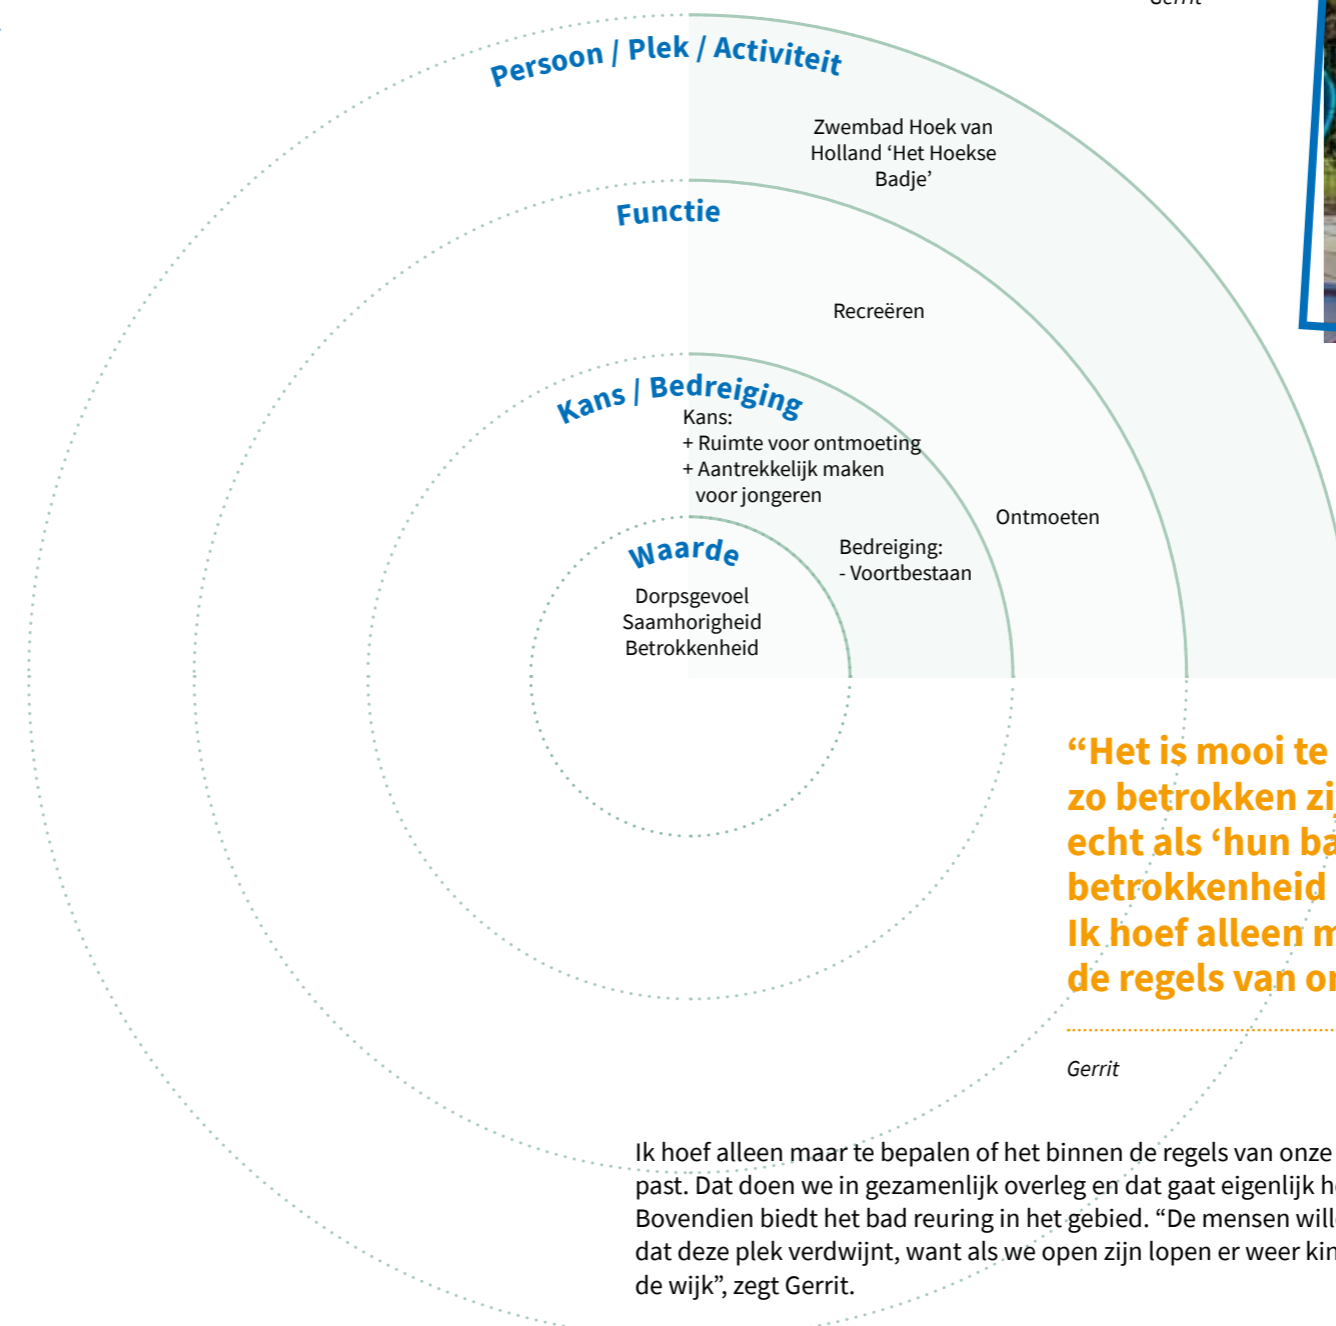 Gerrit
Persoon / Plek / Activiteit
Zwembad Hoek van
Holland ‘Het Hoekse
Badje’
Functie
Recreëren
Kans / Bedreiging
Kans:
+ Ruimte voor ontmoeting
+ Aantrekkelijk maken
voor jongeren
Ontmoeten
Bedreiging:
- Voortbestaan
Waarde
Dorpsgevoel
Saamhorigheid
Betrokkenheid
“Het is mooi te
zo betrokken
echt als ‘hun
betrokkenheid
Ik hoef alleen
de regels van
Gerrit
Ik hoef alleen maar te bepalen of het binnen de regels van onze
past. Dat doen we in gezamenlijk overleg en dat gaat eigenlijk
Bovendien biedt het bad reuring in het gebied. “De mensen
dat deze plek verdwijnt, want als we open zijn lopen er weer
de wijk”, zegt Gerrit.